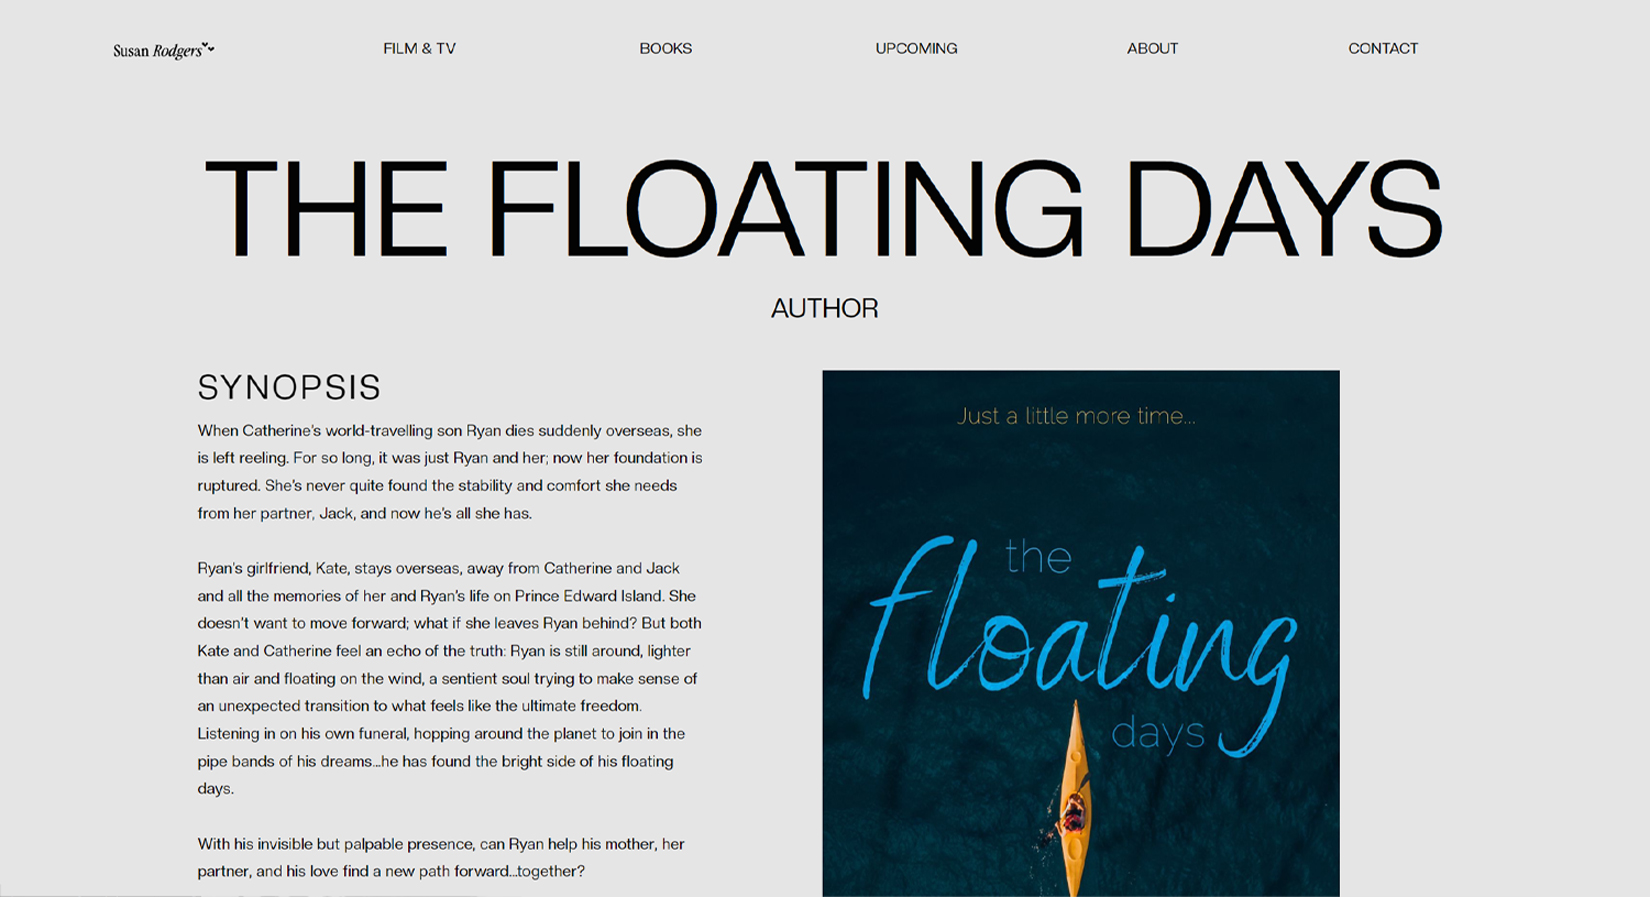 Susan Rodgers
FILM & TV
BOOKS
UPCOMING
ABOUT
CONTACT
THE FLOATING DAYS
AUTHOR
SYNOPSIS
When Catherine's world-travelling son Ryan dies suddenly overseas, she
is left reeling. For so long, it was just Ryan and her; now her foundation is
ruptured. She's never quite found the stability and comfort she needs
from her partner, Jack, and now he's all she has.
Ryan's girlfriend, Kate, stays overseas, away from Catherine and Jack
and all the memories of her and Ryan's life on Prince Edward Island. She
doesn't want to move forward; what if she leaves Ryan behind? But both
Kate and Catherine feel an echo of the truth: Ryan is still around, lighter
than air and floating on the wind, a sentient soul trying to make sense of
an unexpected transition to what feels like the ultimate freedom.
Listening in on his own funeral, hopping around the planet to join in the
pipe bands of his dreams...he has found the bright side of his floating
days.
With his invisible but palpable presence, can Ryan help his mother, her
partner, and his love find a new path forward...together?
Just a little more time...
the
floating
days